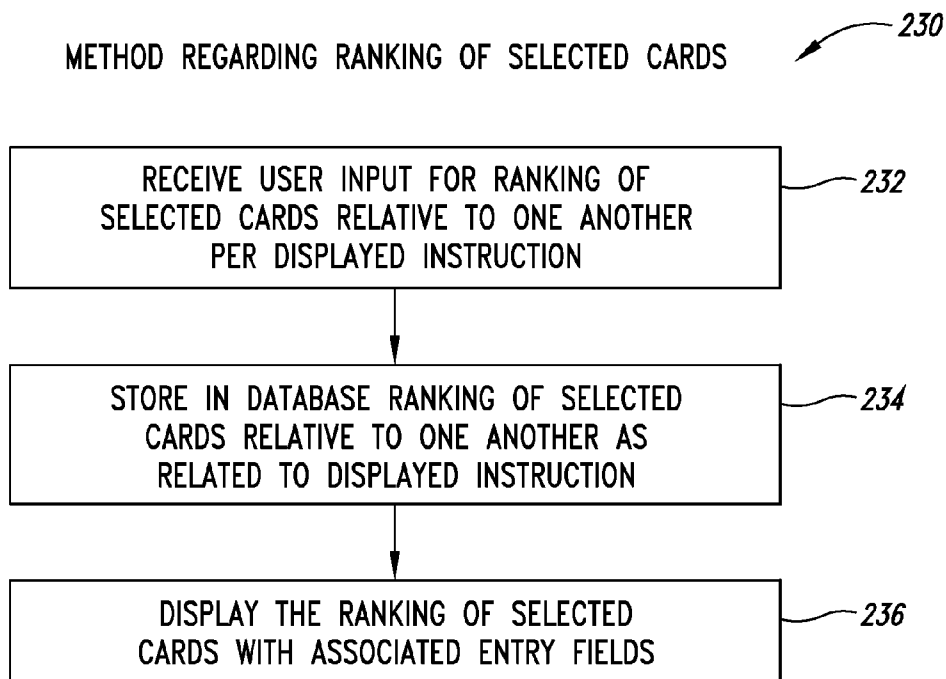 230
METHOD REGARDING RANKING OF SELECTED CARDS
RECEIVE USER INPUT FOR RANKING OF
SELECTED CARDS RELATIVE TO ONE ANOTHER
PER DISPLAYED INSTRUCTION
232
STORE IN DATABASE RANKING OF SELECTED
CARDS RELATIVE TO ONE ANOTHER AS
RELATED TO DISPLAYED INSTRUCTION
234
DISPLAY THE RANKING OF SELECTED
CARDS WITH ASSOCIATED ENTRY FIELDS
236